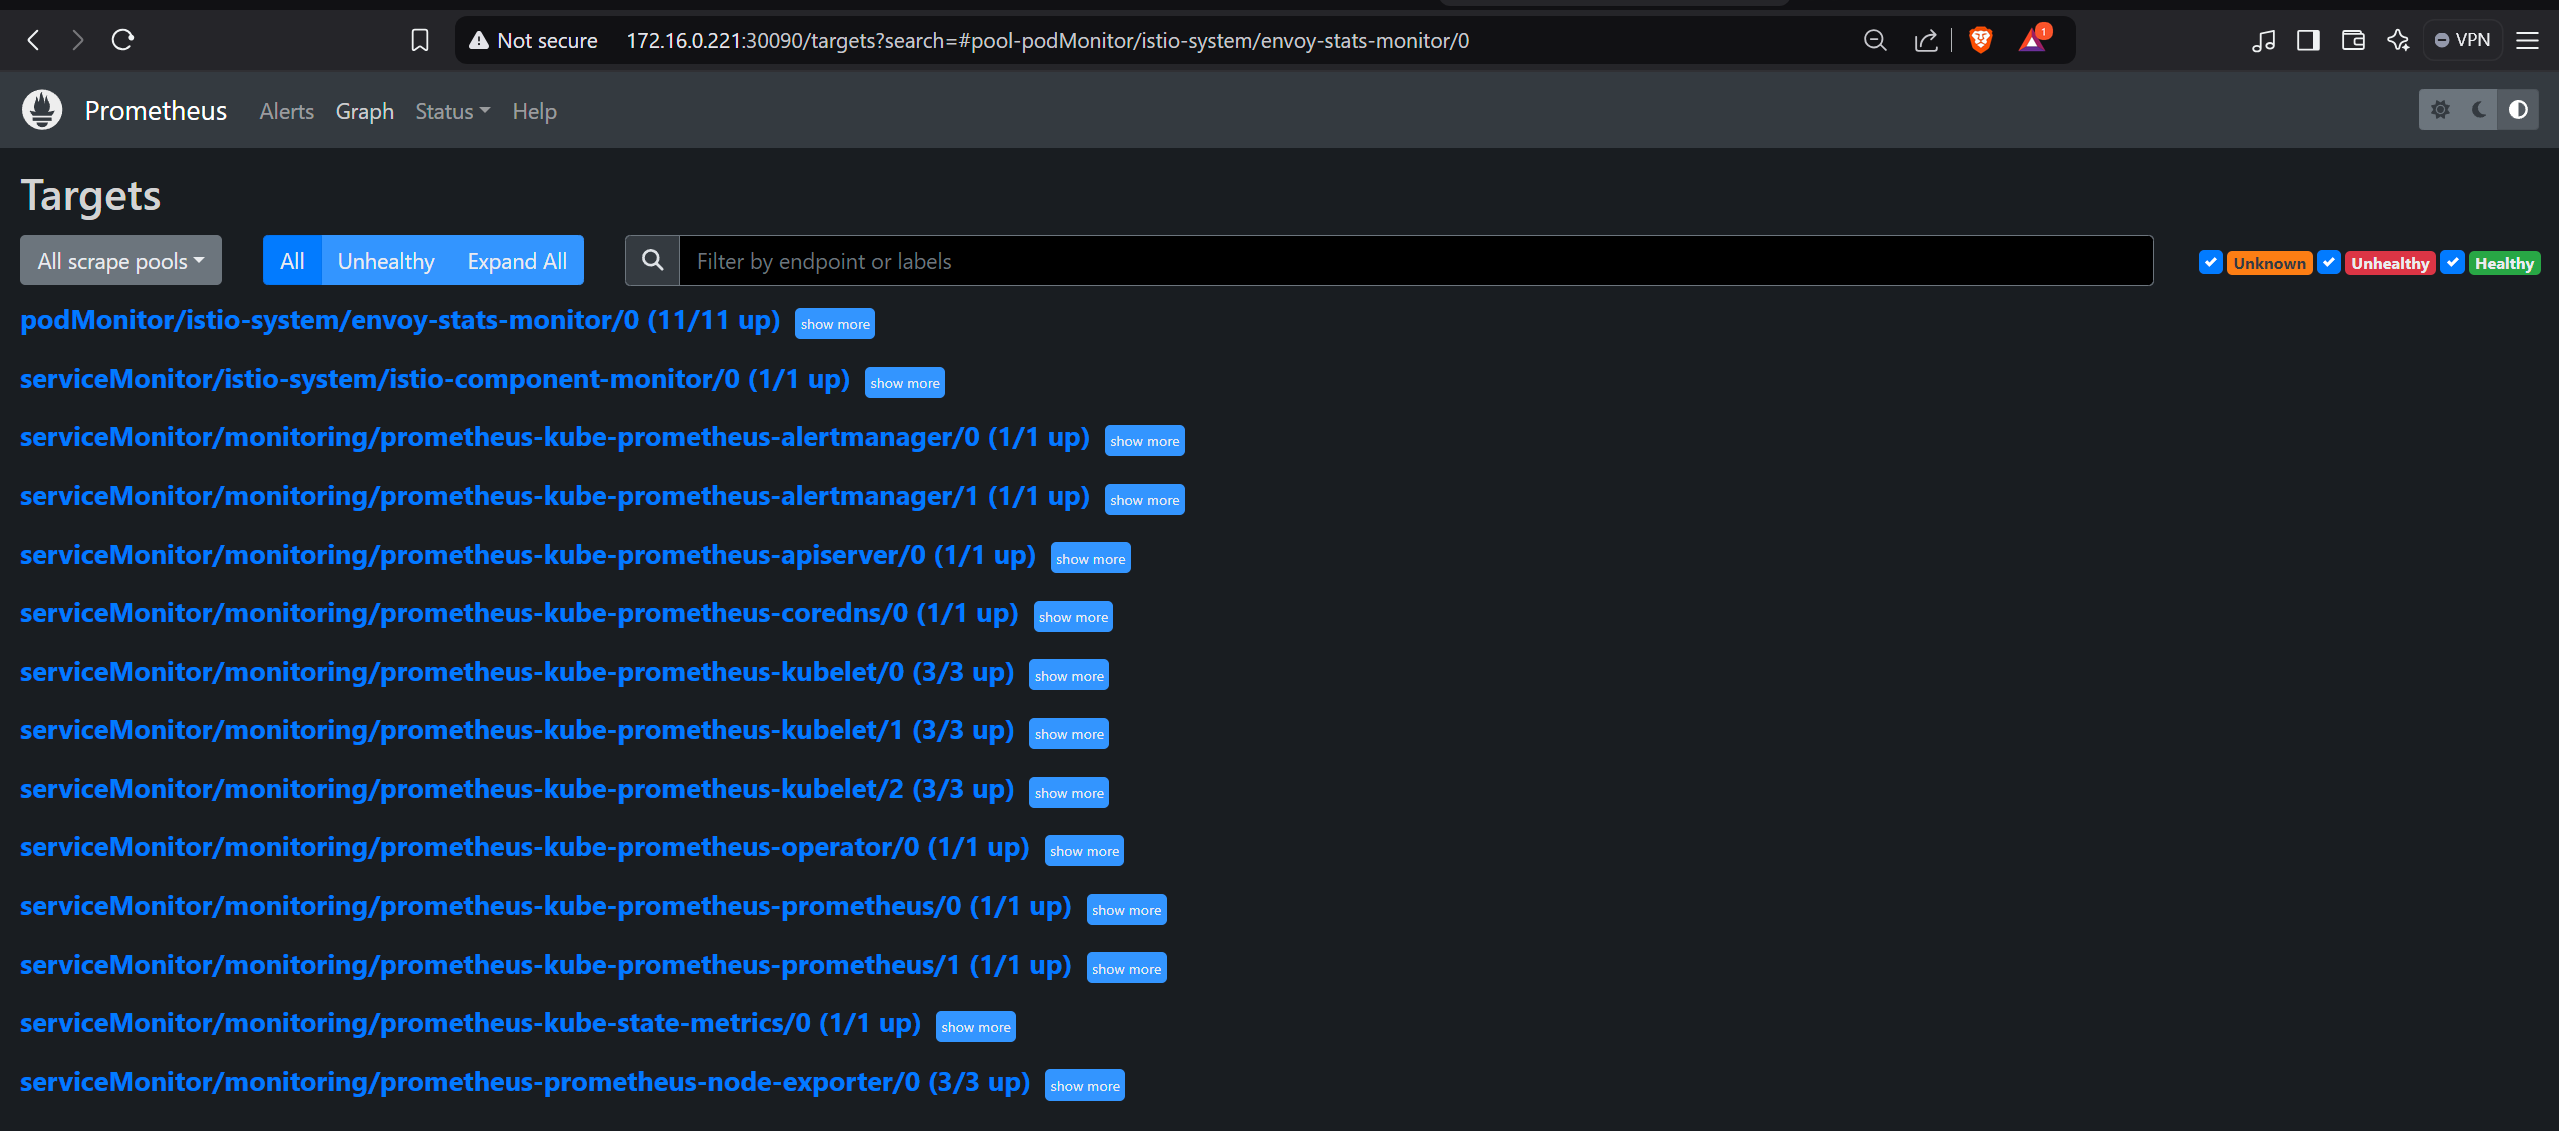 Not secure 172.16.0.221:30090/targets?search=#pool-podMonitor/istio-system/envoy-stats-monitor/0 1 VPN
Prometheus Alerts Graph Status Help
Targets
All scrape pools All Unhealthy Expand All Filter by endpoint or labels Unknown Unhealthy Healthy
podMonitor/istio-system/envoy-stats-monitor/0 (11/11 up) show more
serviceMonitor/istio-system/istio-component-monitor/0 (1/1 up) show more
serviceMonitor/monitoring/prometheus-kube-prometheus-alertmanager/0 (1/1 up) show more
serviceMonitor/monitoring/prometheus-kube-prometheus-alertmanager/1 (1/1 up) show more
serviceMonitor/monitoring/prometheus-kube-prometheus-apiserver/0 (1/1 up) show more
serviceMonitor/monitoring/prometheus-kube-prometheus-coredns/0 (1/1 up) show more
serviceMonitor/monitoring/prometheus-kube-prometheus-kubelet/0 (3/3 up) show more
serviceMonitor/monitoring/prometheus-kube-prometheus-kubelet/1 (3/3 up) show more
serviceMonitor/monitoring/prometheus-kube-prometheus-kubelet/2 (3/3 up) show more
serviceMonitor/monitoring/prometheus-kube-prometheus-operator/0 (1/1 up) show more
serviceMonitor/monitoring/prometheus-kube-prometheus-prometheus/0 (1/1 up) show more
serviceMonitor/monitoring/prometheus-kube-prometheus-prometheus/1 (1/1 up) show more
serviceMonitor/monitoring/prometheus-kube-state-metrics/0 (1/1 up) show more
serviceMonitor/monitoring/prometheus-prometheus-node-exporter/0 (3/3 up) show more